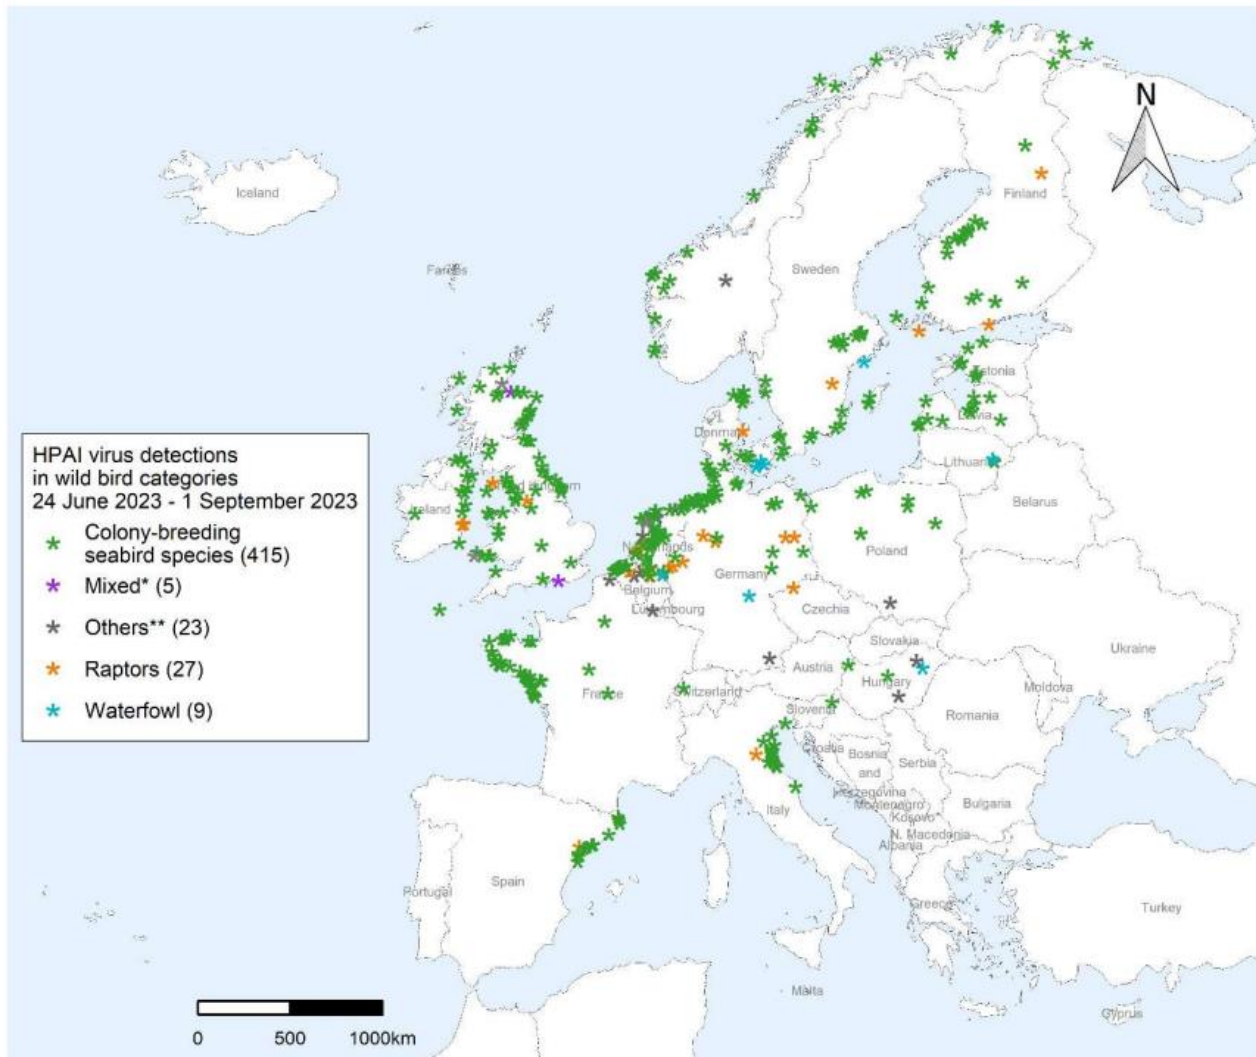 N
Iceland
Finland
Faroes
Sweden
Estonia
Latvia
Denmark
Lithuania
HPAI virus detections
in wild bird categories
24 June 2023 - 1 September 2023
Colony-breeding
seabird species (415)
Mixed* (5)
Others** (23)
Raptors (27)
Waterfowl (9)
United Kingdom
Ireland
Belarus
Netherlands
Poland
Germany
Belgium
Luxembourg
Czechia
Ukraine
Slovakia
Austria
Hungary
Moldova
France
Switzerland
Slovenia
Romania
Croatia
Bosnia
and
Herzegovina
Serbia
Montenegro
Kosovo
Bulgaria
Italy
N. Macedonia
Albania
Portugal
Spain
Greece
Turkey
Malta
Cyprus
0 500 1000km